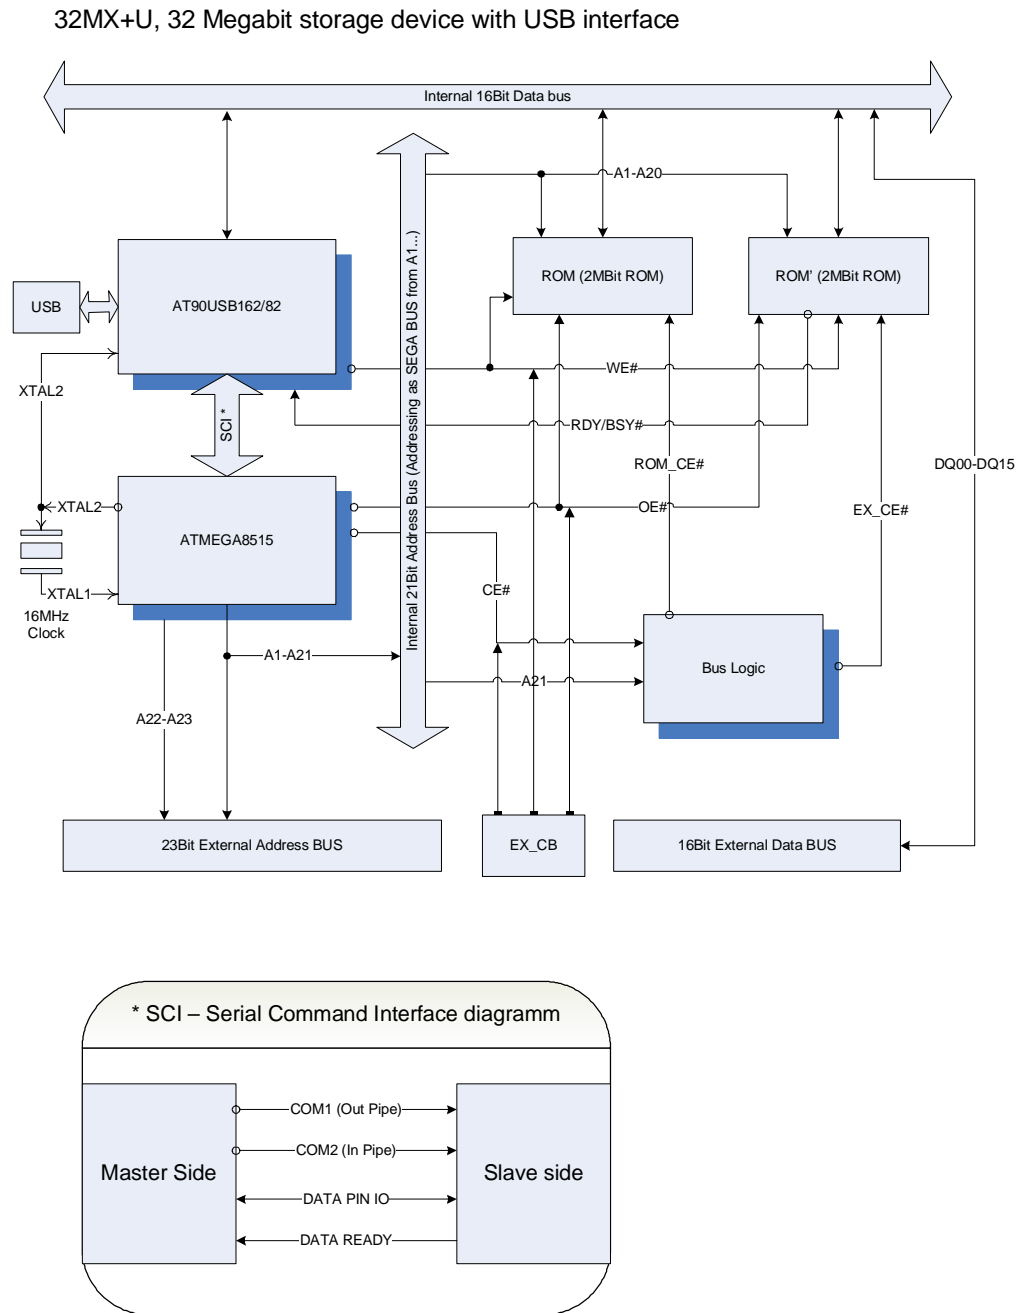 32MX+U, 32 Megabit storage device with USB interface
Internal 16Bit Data bus
A1-A20
ROM (2MBit ROM)
ROM' (2MBit ROM)
AT90USB162/82
USB
XTAL2
WE#
SCI *
RDY/BSY#
Internal 21Bit Address Bus (Addressing as SEGA BUS from A1...)
ROM_CE#
DQ00-DQ15
XTAL2
OE#
EX_CE#
ATMEGA8515
CE#
XTAL1
16MHz
Clock
A1-A21
Bus Logic
A21
A22-A23
23Bit External Address BUS
EX_CB
16Bit External Data BUS
* SCI – Serial Command Interface diagramm
COM1 (Out Pipe)
COM2 (In Pipe)
Master Side
Slave side
DATA PIN IO
DATA READY